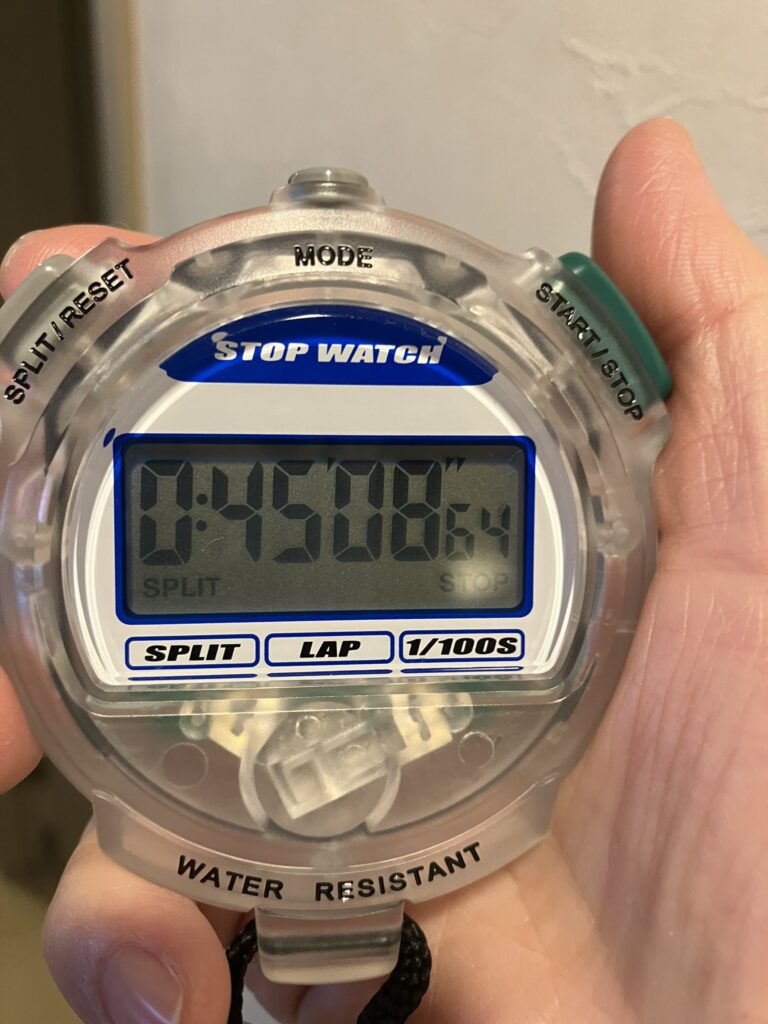 MODE
SPLIT/RESET
START/STOP
STOP WATCH
0:45'08"64
SPLIT STOP
SPLIT LAP 1/100S
WATER RESISTANT